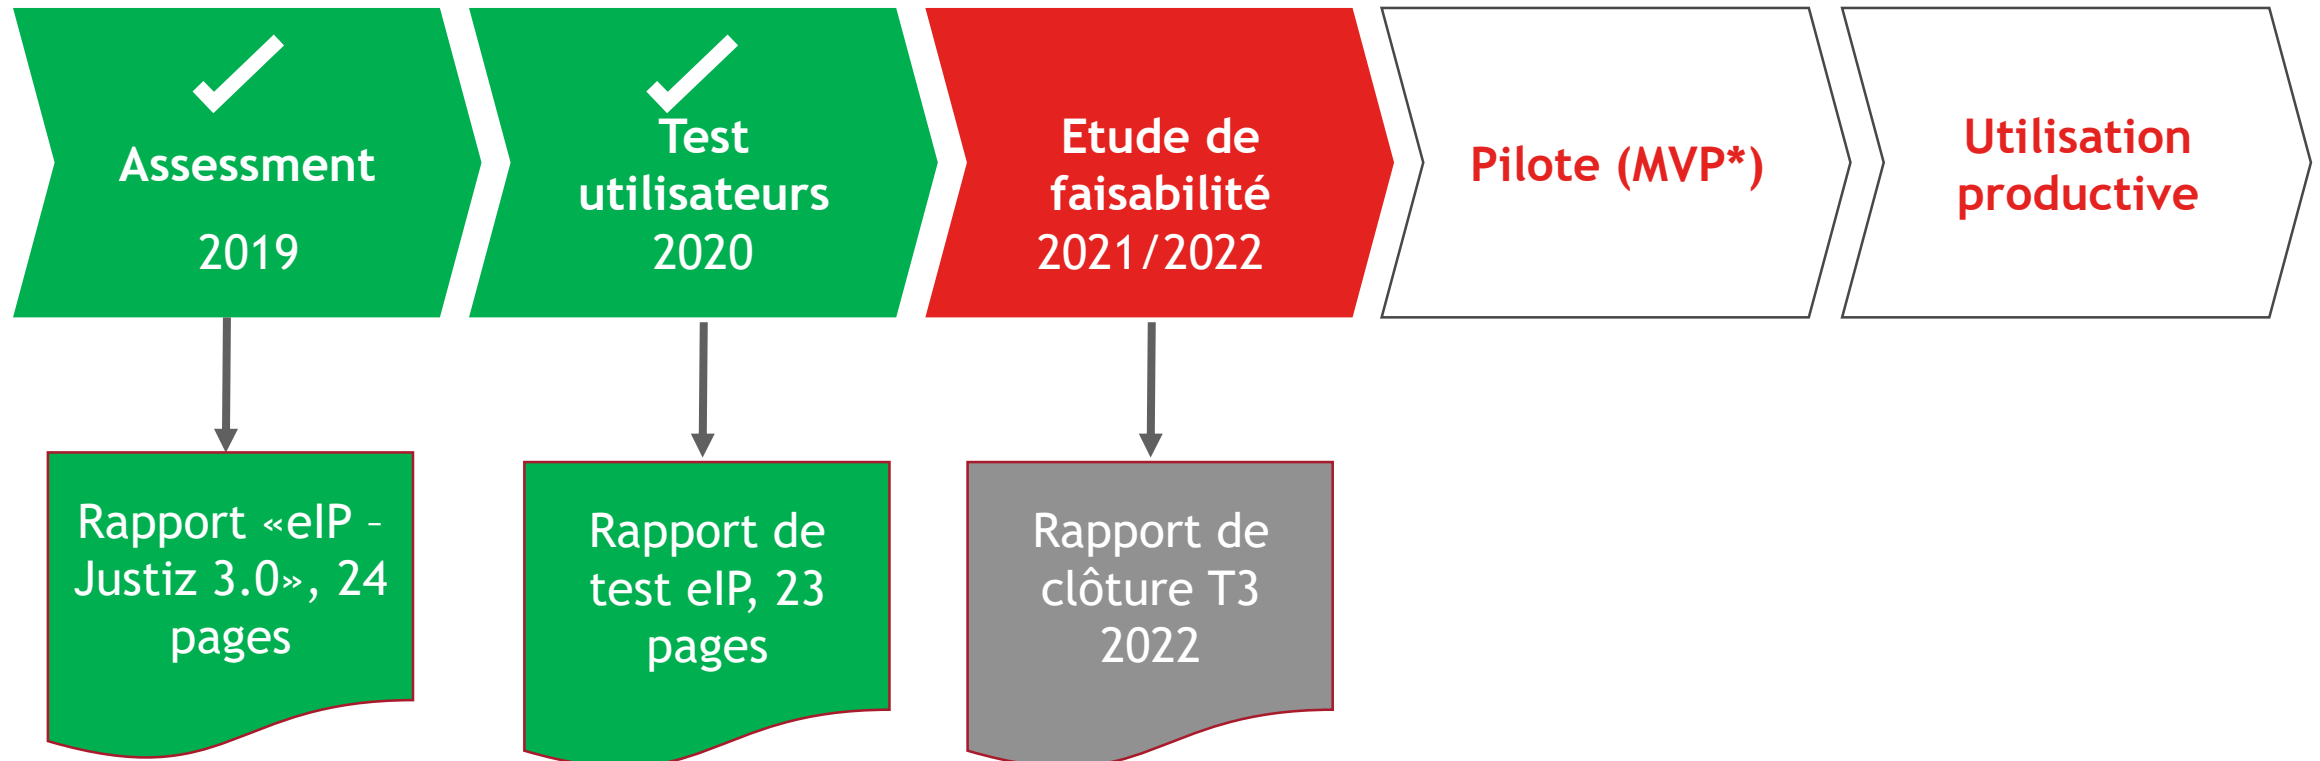 Assessment
2019
Test
utilisateurs
2020
Etude de
faisabilité
2021/2022
Pilote (MVP*)
Utilisation
productive
Rapport «eIP –
Justiz 3.0», 24
pages
Rapport de
test eIP, 23
pages
Rapport de
clôture T3
2022